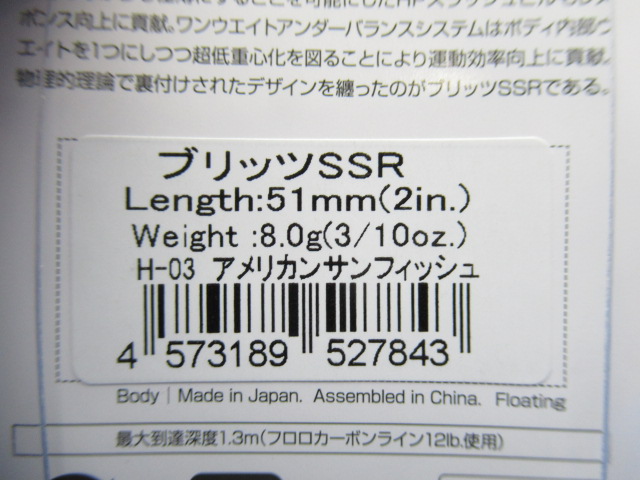 ポンス向上に貢献。ワンウエイトアンダーバランスシステムはボディ内部ウ
エイトを1つにしつつ超低重心化を図ることにより運動効率向上に貢献。
物理的理論で裏付けされたデザインを纏ったのがブリッツSSRである。
ブリッツSSR
Length:51mm(2in.)
Weight :8.0g(3/10oz.)
H-03 アメリカンサンフィッシュ
4 573189 527843
Body | Made in Japan. Assembled in China. Floating
最大到達深度1.3m(フロロカーボンライン12lb.使用)